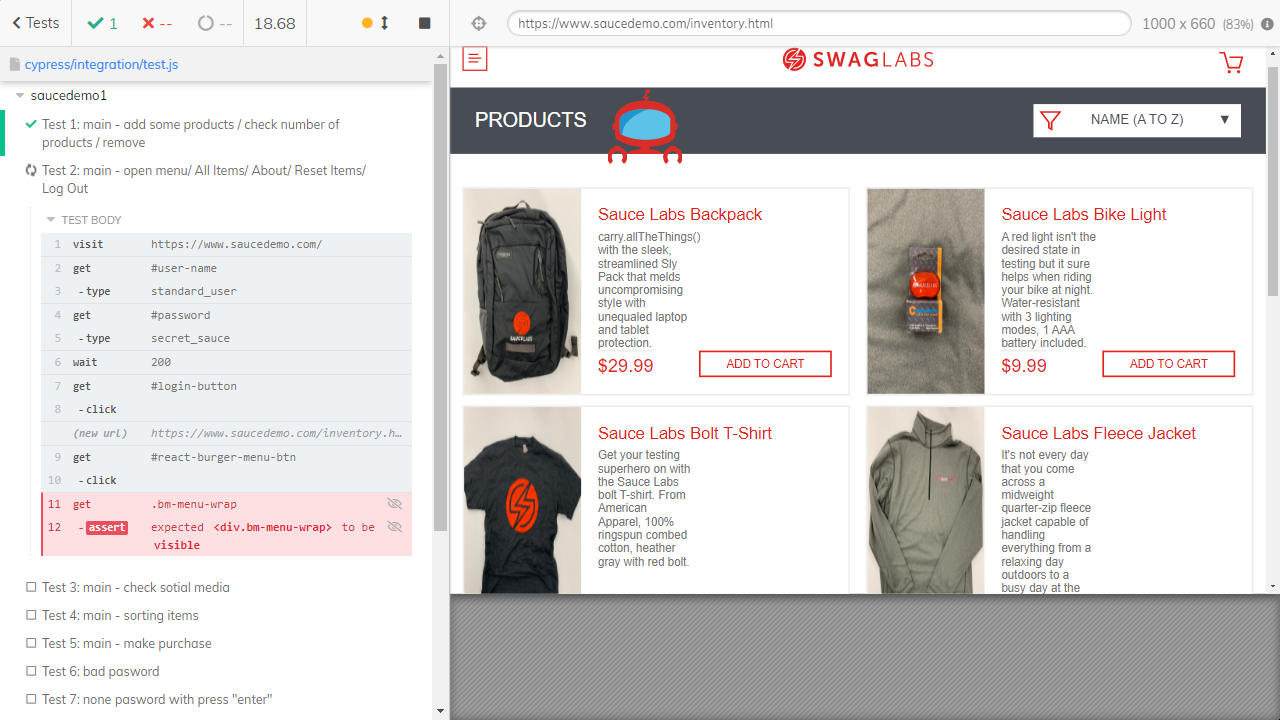 Tests
1
--
--
18.68
https://www.saucedemo.com/inventory.html
1000 x 660 (83%)
cypress/integration/test.js
saucedemo1
Test 1: main - add some products / check number of
products / remove
Test 2: main - open menu/ All Items/ About/ Reset Items/
Log Out
TEST BODY
1 visit https://www.saucedemo.com/
2 get #user-name
3 - type standard_user
4 get #password
5 - type secret_sauce
6 wait 200
7 get #login-button
8 - click
(new url) https://www.saucedemo.com/inventory.h…
9 get #react-burger-menu-btn
10 - click
11 get .bm-menu-wrap
12 - assert expected <div.bm-menu-wrap> to be
visible
Test 3: main - check sotial media
Test 4: main - sorting items
Test 5: main - make purchase
Test 6: bad pasword
Test 7: none pasword with press "enter"
SWAGLABS
PRODUCTS
NAME (A TO Z)
Sauce Labs Backpack
carry.allTheThings()
with the sleek,
streamlined Sly
Pack that melds
uncompromising
style with
unequaled laptop
and tablet
protection.
$29.99
ADD TO CART
SAUCELABS
Sauce Labs Bike Light
A red light isn't the
desired state in
testing but it sure
helps when riding
your bike at night.
Water-resistant
with 3 lighting
modes, 1 AAA
battery included.
$9.99
ADD TO CART
Sauce Labs Bolt T-Shirt
Get your testing
superhero on with
the Sauce Labs
bolt T-shirt. From
American
Apparel, 100%
ringspun combed
cotton, heather
gray with red bolt.
Sauce Labs Fleece Jacket
It's not every day
that you come
across a
midweight
quarter-zip fleece
jacket capable of
handling
everything from a
relaxing day
outdoors to a
busy day at the